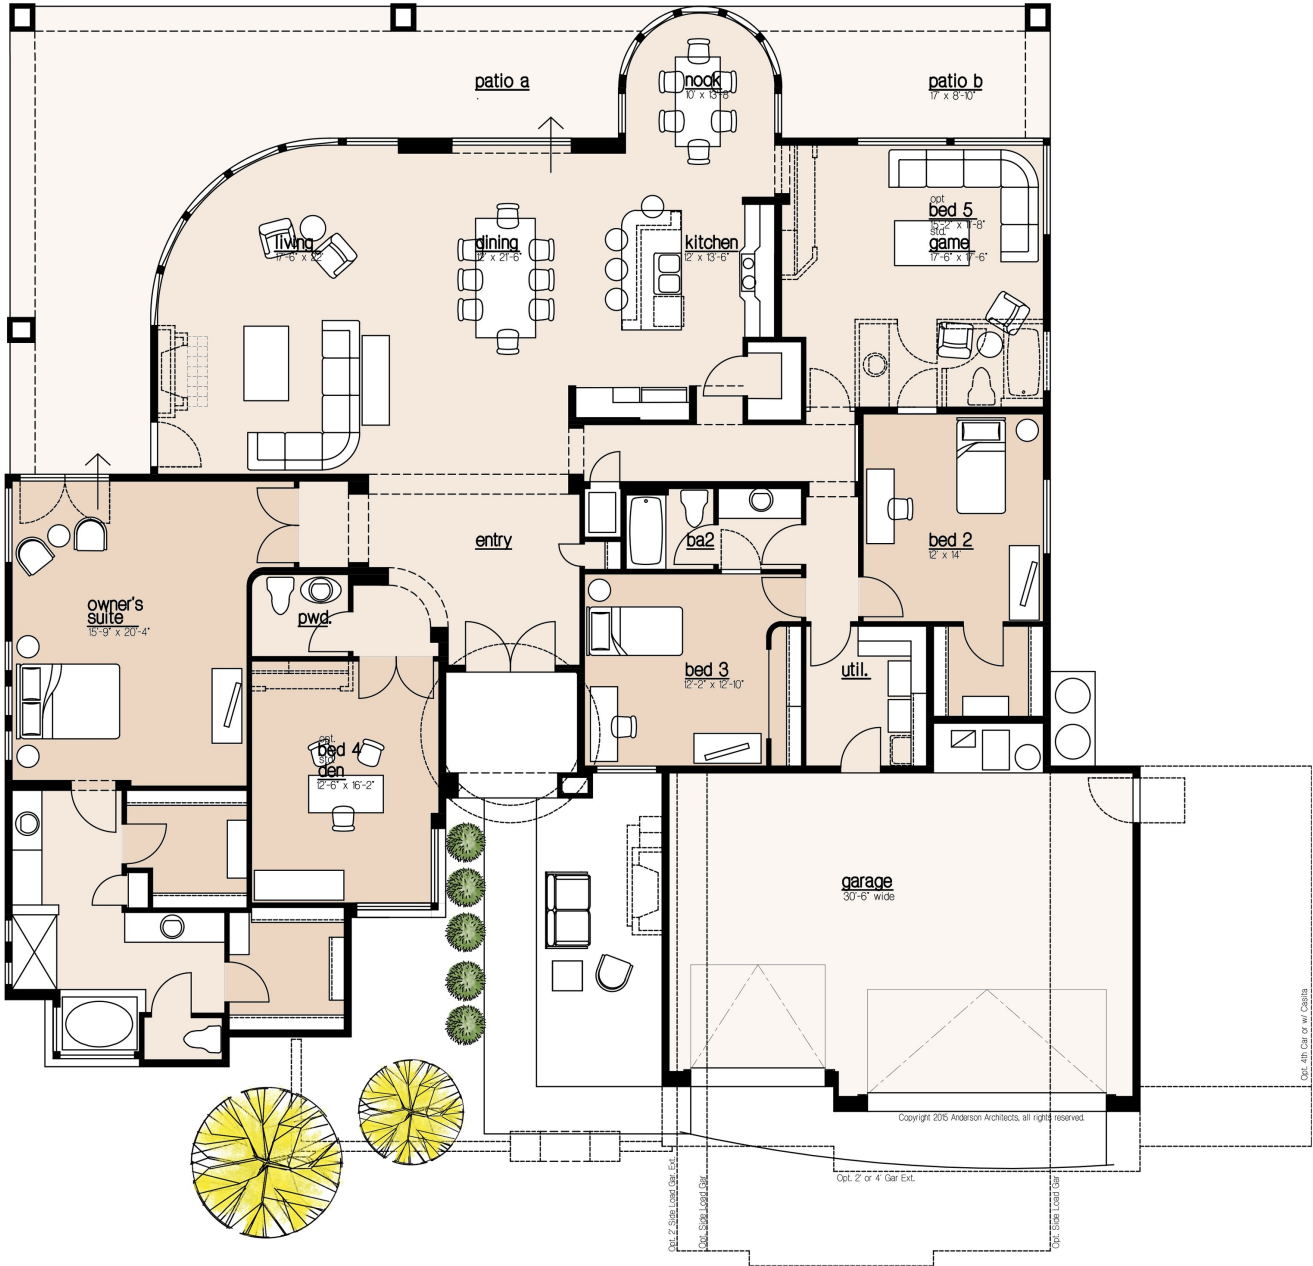 patio a
nook
10' x 13'-8"
patio b
17' x 8'-10"
living
17'-6" x 22'
dining
12' x 21'-6"
kitchen
12' x 13'-6"
opt
bed 5
15'-2" x 11'-8"
std.
game
17'-6" x 17'-6"
entry
ba2
bed 2
12' x 14'
owner's
suite
15'-9" x 20'-4"
pwd.
bed 3
12'-2" x 12'-10"
util.
opt.
bed 4
std.
den
12'-6" x 16'-2"
garage
30'-6" wide
Opt. 4th Car or w/ Casita
Copyright 2015 Anderson Architects, all rights reserved.
Opt. 2' or 4' Gar Ext.
Opt. 2' Side Load Gar. Ext.
Opt. Side Load Gar
Opt. Side Load Gar